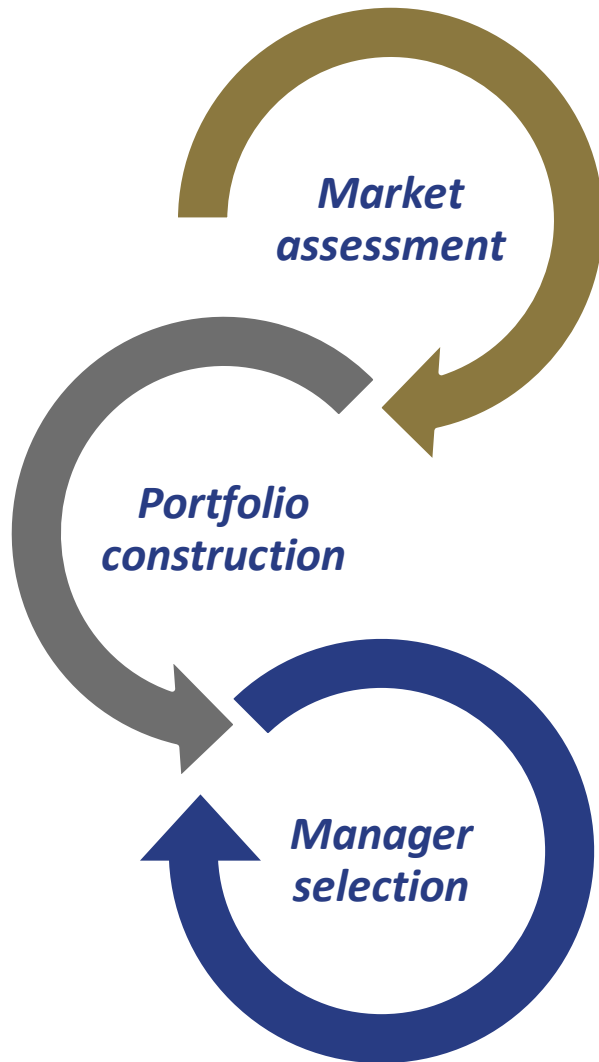 Market
assessment
Portfolio
construction
Manager
selection